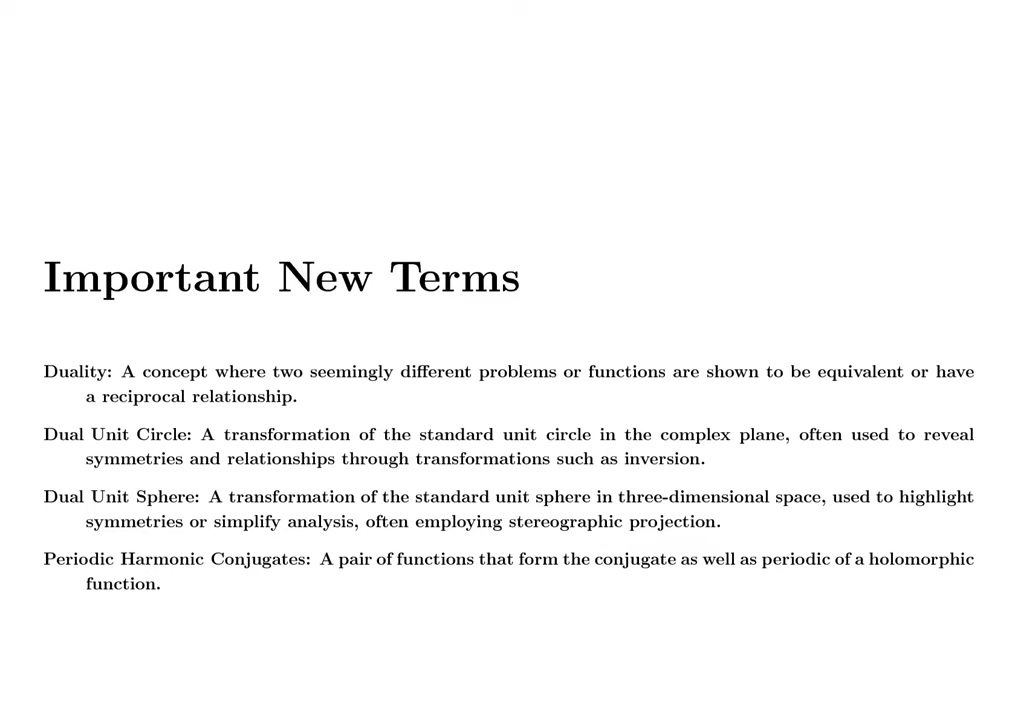 Important New Terms
Duality: A concept where two seemingly different problems or functions are shown to be equivalent or have
a reciprocal relationship.
Dual Unit Circle: A transformation of the standard unit circle in the complex plane, often used to reveal
symmetries and relationships through transformations such as inversion.
Dual Unit Sphere: A transformation of the standard unit sphere in three-dimensional space, used to highlight
symmetries or simplify analysis, often employing stereographic projection.
Periodic Harmonic Conjugates: A pair of functions that form the conjugate as well as periodic of a holomorphic
function.